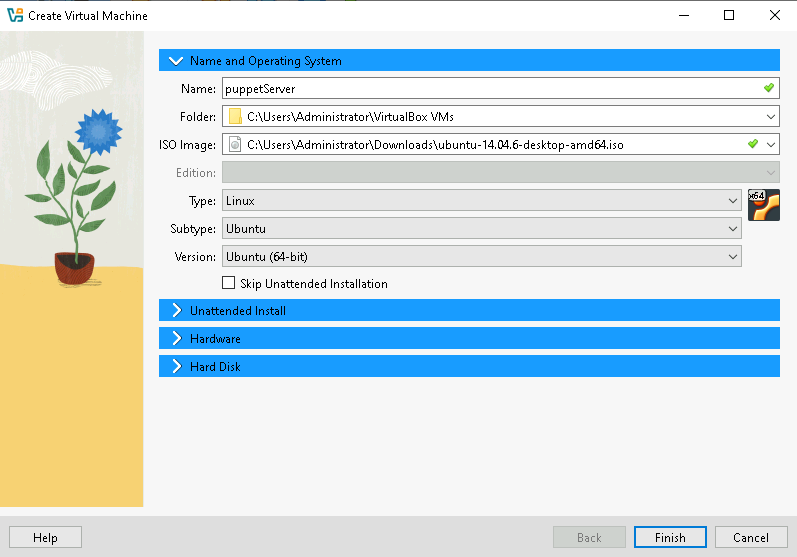 Create Virtual Machine
Name and Operating System
Name: puppetServer
Folder: C:\Users\Administrator\VirtualBox VMs
ISO Image: C:\Users\Administrator\Downloads\ubuntu-14.04.6-desktop-amd64.iso
Edition:
Type: Linux x64
Subtype: Ubuntu
Version: Ubuntu (64-bit)
Skip Unattended Installation
Unattended Install
Hardware
Hard Disk
Help Back Finish Cancel